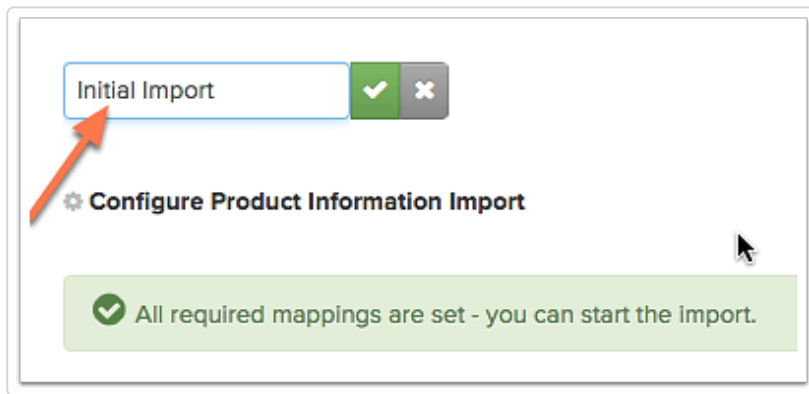 Initial Import
Configure Product Information Import
All required mappings are set - you can start the import.